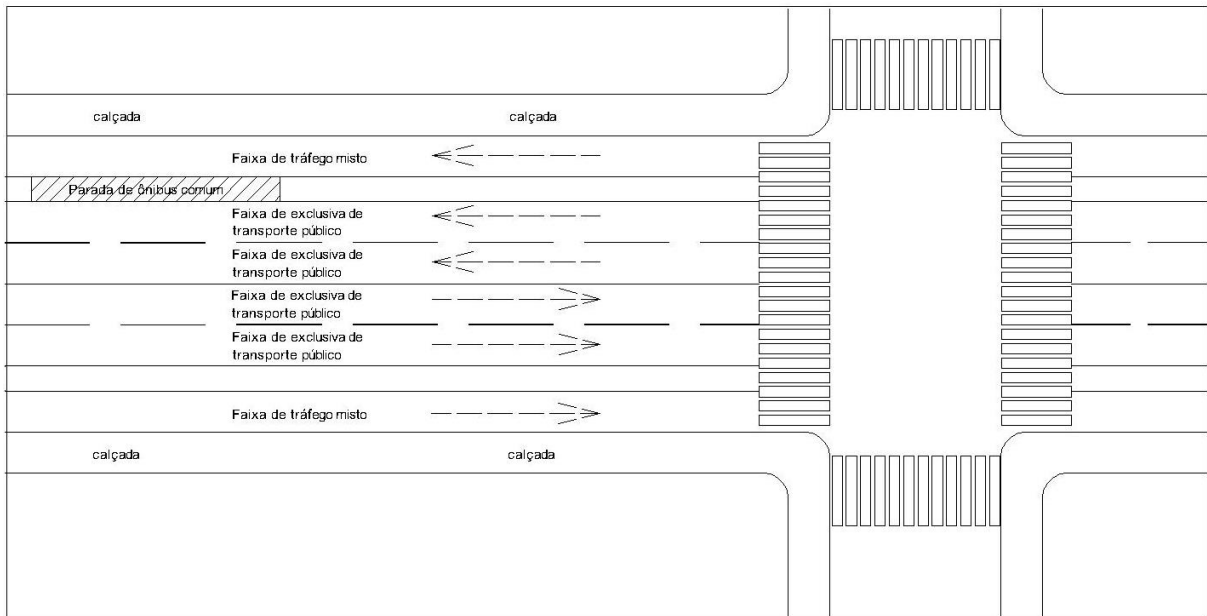 calçada calçada
Faixa de tráfego misto
Parada de ônibus comum
Faixa de exclusiva de
transporte público
Faixa de exclusiva de
transporte público
Faixa de exclusiva de
transporte público
Faixa de exclusiva de
transporte público
Faixa de tráfego misto
calçada calçada